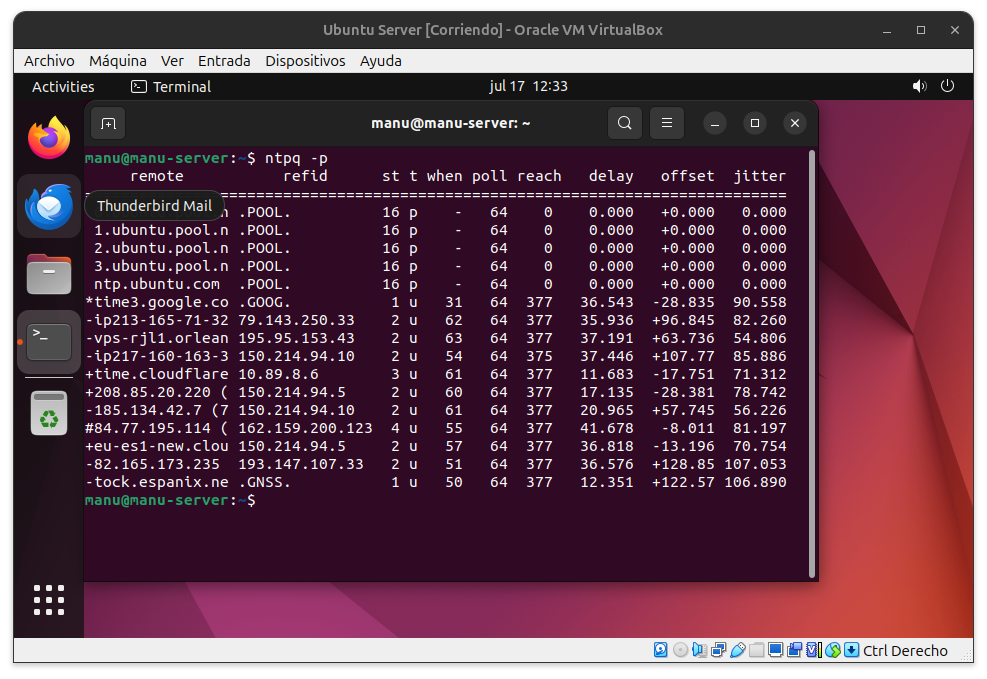 Ubuntu Server [Corriendo] - Oracle VM VirtualBox
Archivo Máquina Ver Entrada Dispositivos Ayuda
Activities Terminal jul 17 12:33
manu@manu-server: ~
manu@manu-server:~$ ntpq -p
remote refid st t when poll reach delay offset jitter
==============================================================================
Thunderbird Mail n .POOL. 16 p - 64 0 0.000 +0.000 0.000
1.ubuntu.pool.n .POOL. 16 p - 64 0 0.000 +0.000 0.000
2.ubuntu.pool.n .POOL. 16 p - 64 0 0.000 +0.000 0.000
3.ubuntu.pool.n .POOL. 16 p - 64 0 0.000 +0.000 0.000
ntp.ubuntu.com .POOL. 16 p - 64 0 0.000 +0.000 0.000
*time3.google.co .GOOG. 1 u 31 64 377 36.543 -28.835 90.558
-ip213-165-71-32 79.143.250.33 2 u 62 64 377 35.936 +96.845 82.260
-vps-rjl1.orlean 195.95.153.43 2 u 63 64 377 37.191 +63.736 54.806
-ip217-160-163-3 150.214.94.10 2 u 54 64 375 37.446 +107.77 85.886
+time.cloudflare 10.89.8.6 3 u 61 64 377 11.683 -17.751 71.312
+208.85.20.220 ( 150.214.94.5 2 u 60 64 377 17.135 -28.381 78.742
-185.134.42.7 (7 150.214.94.10 2 u 61 64 377 20.965 +57.745 56.226
#84.77.195.114 ( 162.159.200.123 4 u 55 64 377 41.678 -8.011 81.197
+eu-es1-new.clou 150.214.94.5 2 u 57 64 377 36.818 -13.196 70.754
-82.165.173.235 193.147.107.33 2 u 51 64 377 36.576 +128.85 107.053
-tock.espanix.ne .GNSS. 1 u 50 64 377 12.351 +122.57 106.890
manu@manu-server:~$
Ctrl Derecho